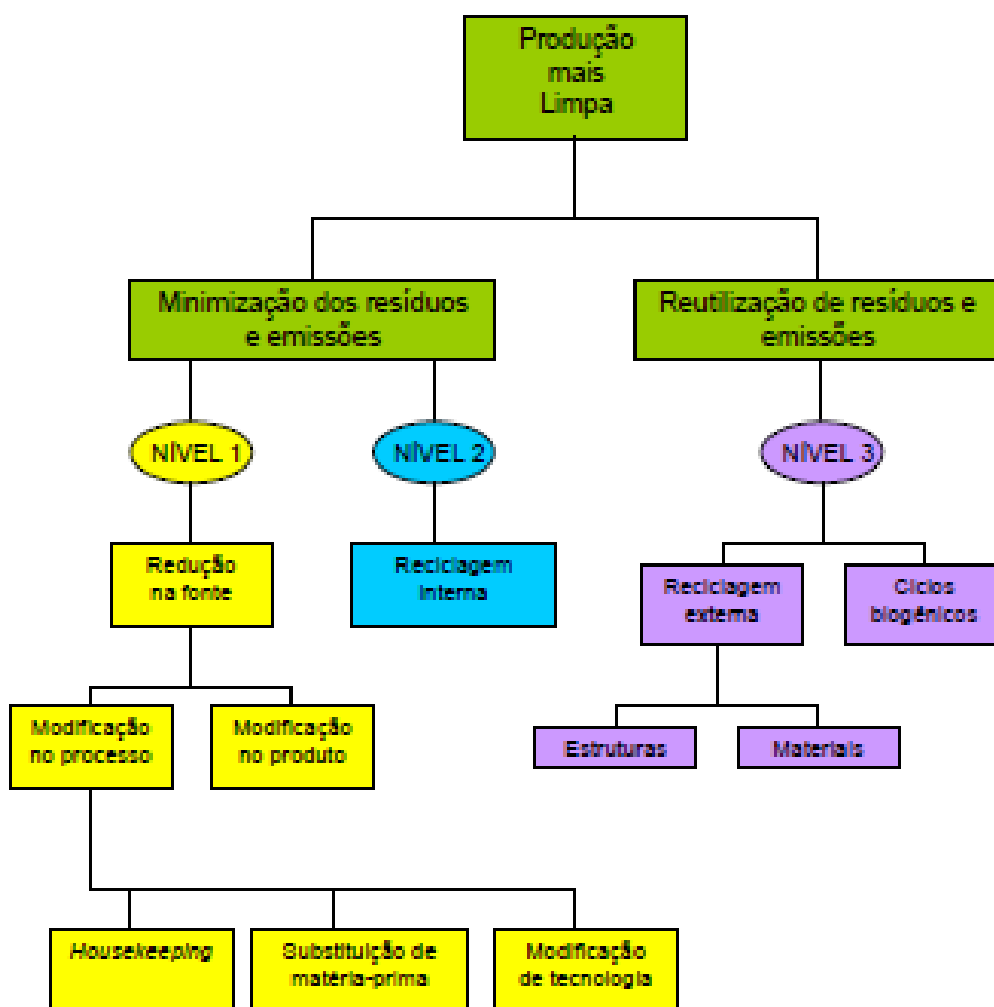 Produção
mais
Limpa
Minimização dos resíduos
e emissões
Reutilização de resíduos e
emissões
NÍVEL 1
NÍVEL 2
NÍVEL 3
Redução
na fonte
Reciclagem
Interna
Reciclagem
externa
Ciclos
biogênicos
Modificação
no processo
Modificação
no produto
Estruturas
Materiais
Housekeeping
Substituição de
matéria-prima
Modificação
de tecnologia